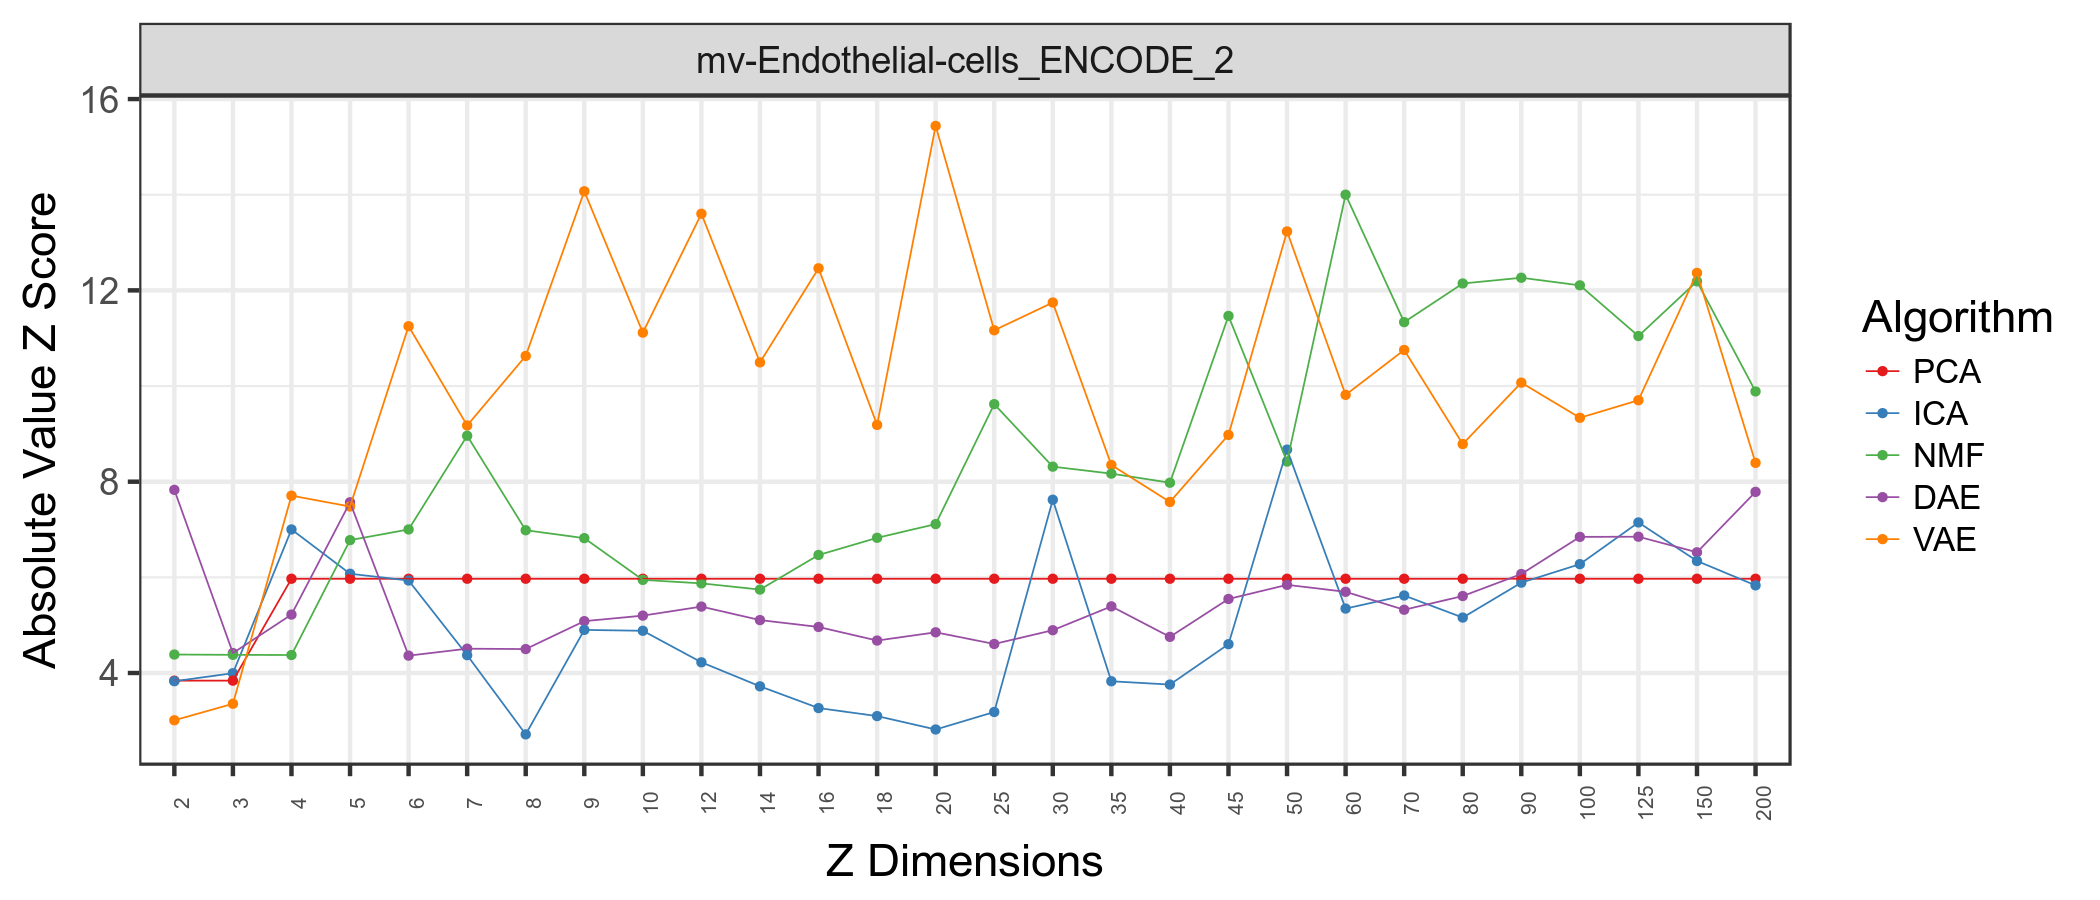 mv-Endothelial-cells_ENCODE_2
Absolute Value Z Score
16
12
8
4
2 3 4 5 6 7 8 9 10 12 14 16 18 20 25 30 35 40 45 50 60 70 80 90 100 125 150 200
Z Dimensions
Algorithm
PCA
ICA
NMF
DAE
VAE